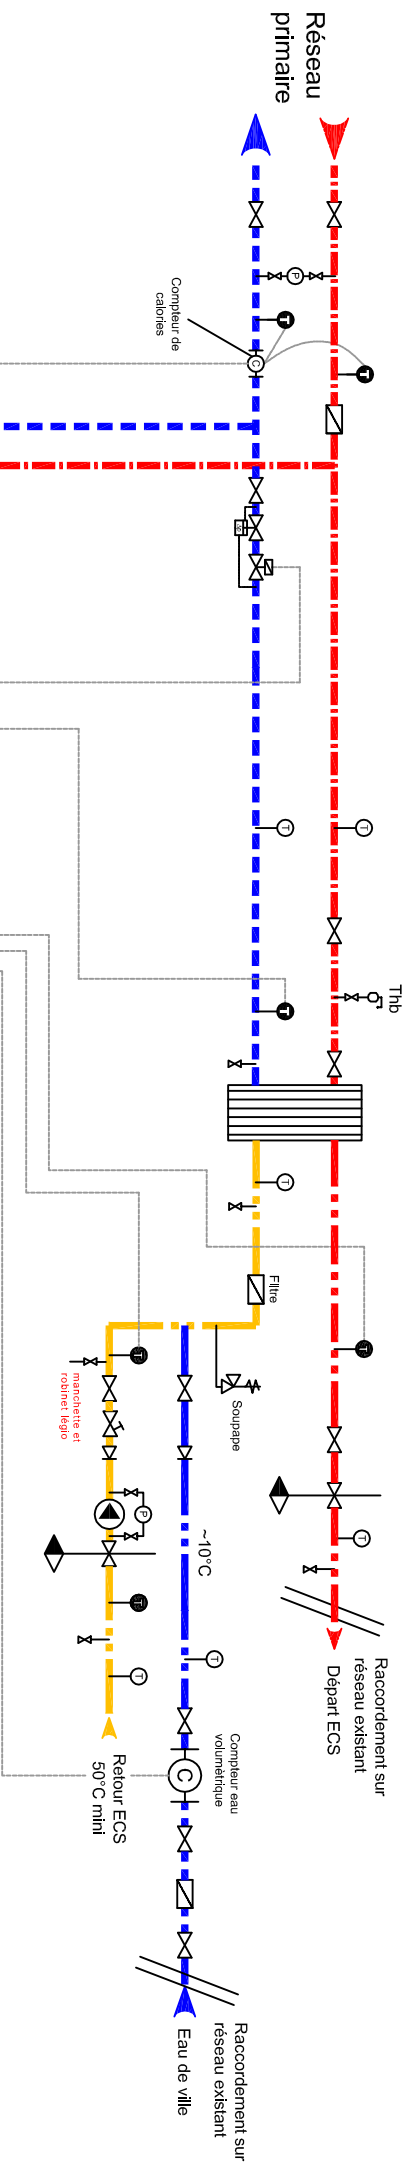 Réseau
primaire
P
T
Compteur de
calories
C
T
T
T
Thb
T
T
Filtre
T
manchette et
robinet légio
Soupape
P
~10°C
T
T
T
T
Raccordement sur
réseau existant
Départ ECS
Compteur eau
volumétrique
C
Retour ECS
50°C mini
Raccordement sur
réseau existant
Eau de ville